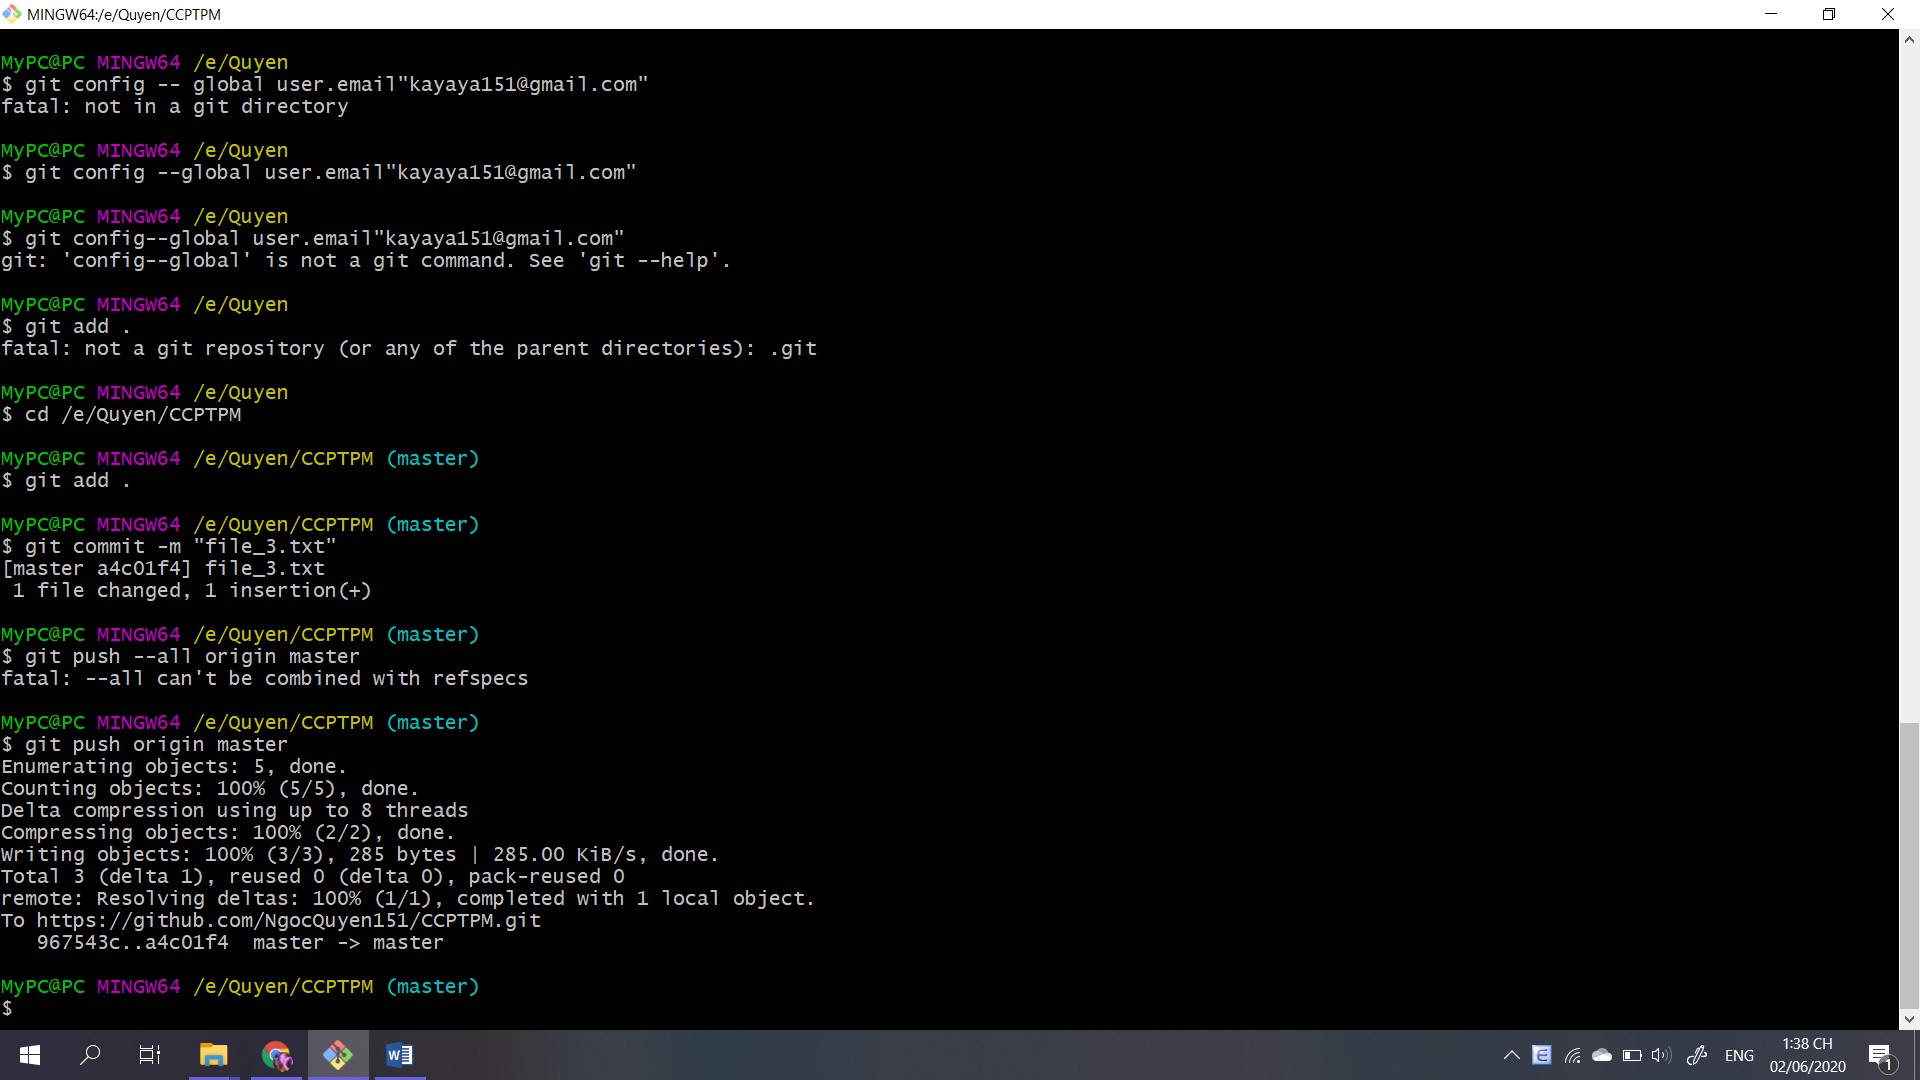 MINGW64:/e/Quyen/CCPTPM
MyPC@PC MINGW64 /e/Quyen
$ git config -- global user.email"kayaya151@gmail.com"
fatal: not in a git directory
MyPC@PC MINGW64 /e/Quyen
$ git config --global user.email"kayaya151@gmail.com"
MyPC@PC MINGW64 /e/Quyen
$ git config--global user.email"kayaya151@gmail.com"
git: 'config--global' is not a git command. See 'git --help'.
MyPC@PC MINGW64 /e/Quyen
$ git add .
fatal: not a git repository (or any of the parent directories): .git
MyPC@PC MINGW64 /e/Quyen
$ cd /e/Quyen/CCPTPM
MyPC@PC MINGW64 /e/Quyen/CCPTPM (master)
$ git add .
MyPC@PC MINGW64 /e/Quyen/CCPTPM (master)
$ git commit -m "file_3.txt"
[master a4c01f4] file_3.txt
 1 file changed, 1 insertion(+)
MyPC@PC MINGW64 /e/Quyen/CCPTPM (master)
$ git push --all origin master
fatal: --all can't be combined with refspecs
MyPC@PC MINGW64 /e/Quyen/CCPTPM (master)
$ git push origin master
Enumerating objects: 5, done.
Counting objects: 100% (5/5), done.
Delta compression using up to 8 threads
Compressing objects: 100% (2/2), done.
Writing objects: 100% (3/3), 285 bytes | 285.00 KiB/s, done.
Total 3 (delta 1), reused 0 (delta 0), pack-reused 0
remote: Resolving deltas: 100% (1/1), completed with 1 local object.
To https://github.com/NgocQuyen151/CCPTPM.git
   967543c..a4c01f4  master -> master
MyPC@PC MINGW64 /e/Quyen/CCPTPM (master)
$
ENG
1:38 CH
02/06/2020
1